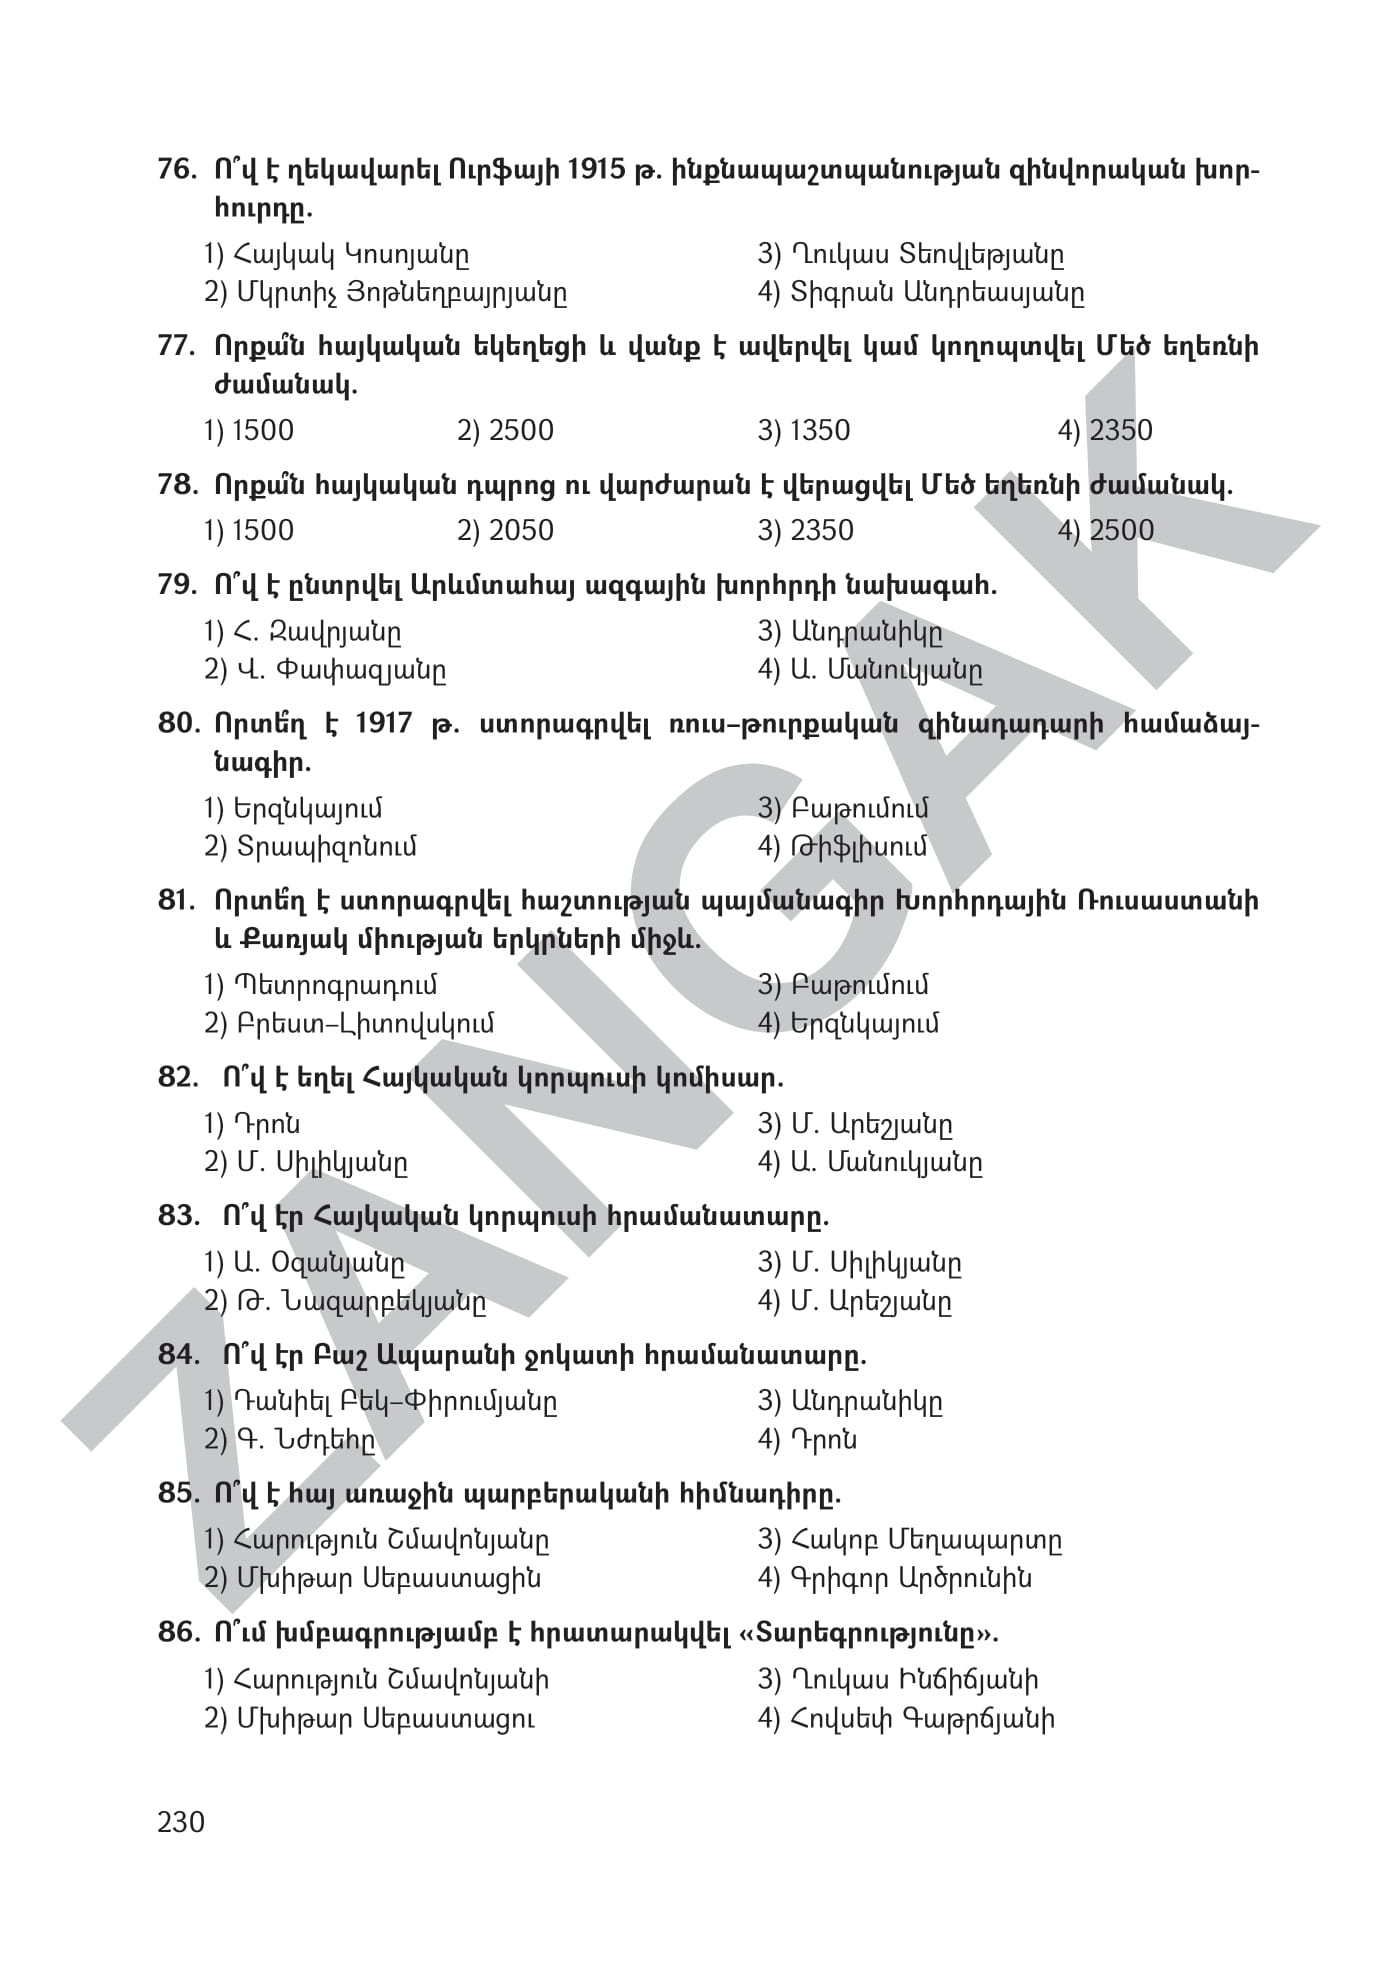 76. Ո՞վ է ղեկավարել Ուրֆայի 1915 թ. ինքնապաշտպանության զինվորական խոր-
հուրդը.
1) Հայկակ Կոսոյանը 3) Ղուկաս Տեովլեթյանը
2) Մկրտիչ Յոթնեղբայրյանը 4) Տիգրան Անդրեասյանը
77. Որքա՞ն հայկական եկեղեցի և վանք է ավերվել կամ կողոպտվել Մեծ եղեռնի
ժամանակ.
1) 1500 2) 2500 3) 1350 4) 2350
78. Որքա՞ն հայկական դպրոց ու վարժարան է վերացվել Մեծ եղեռնի ժամանակ.
1) 1500 2) 2050 3) 2350 4) 2500
79. Ո՞վ է ընտրվել Արևմտահայ ազգային խորհրդի նախագահ.
1) Հ. Զավրյանը 3) Անդրանիկը
2) Վ. Փափազյանը 4) Ա. Մանուկյանը
80. Որտե՞ղ է 1917 թ. ստորագրվել ռուս–թուրքական զինադադարի համաձայ-
նագիր.
1) Երզնկայում 3) Բաթումում
2) Տրապիզոնում 4) Թիֆլիսում
81. Որտե՞ղ է ստորագրվել հաշտության պայմանագիր Խորհրդային Ռուսաստանի
և Քառյակ միության երկրների միջև.
1) Պետրոգրադում 3) Բաթումում
2) Բրեստ–Լիտովսկում 4) Երզնկայում
82. Ո՞վ է եղել Հայկական կորպուսի կոմիսար.
1) Դրոն 3) Մ. Արեշյանը
2) Մ. Սիլիկյանը 4) Ա. Մանուկյանը
83. Ո՞վ էր Հայկական կորպուսի հրամանատարը.
1) Ա. Օզանյանը 3) Մ. Սիլիկյանը
2) Թ. Նազարբեկյանը 4) Մ. Արեշյանը
84. Ո՞վ էր Բաշ Ապարանի ջոկատի հրամանատարը.
1) Դանիել Բեկ–Փիրումյանը 3) Անդրանիկը
2) Գ. Նժդեհը 4) Դրոն
85. Ո՞վ է հայ առաջին պարբերականի հիմնադիրը.
1) Հարություն Շմավոնյանը 3) Հակոբ Մեղապարտը
2) Մխիթար Սեբաստացին 4) Գրիգոր Արծրունին
86. Ո՞ւմ խմբագրությամբ է հրատարակվել «Տարեգրությունը».
1) Հարություն Շմավոնյանի 3) Ղուկաս Ինճիճյանի
2) Մխիթար Սեբաստացու 4) Հովսեփ Գաթրճյանի
230
ZANGAK